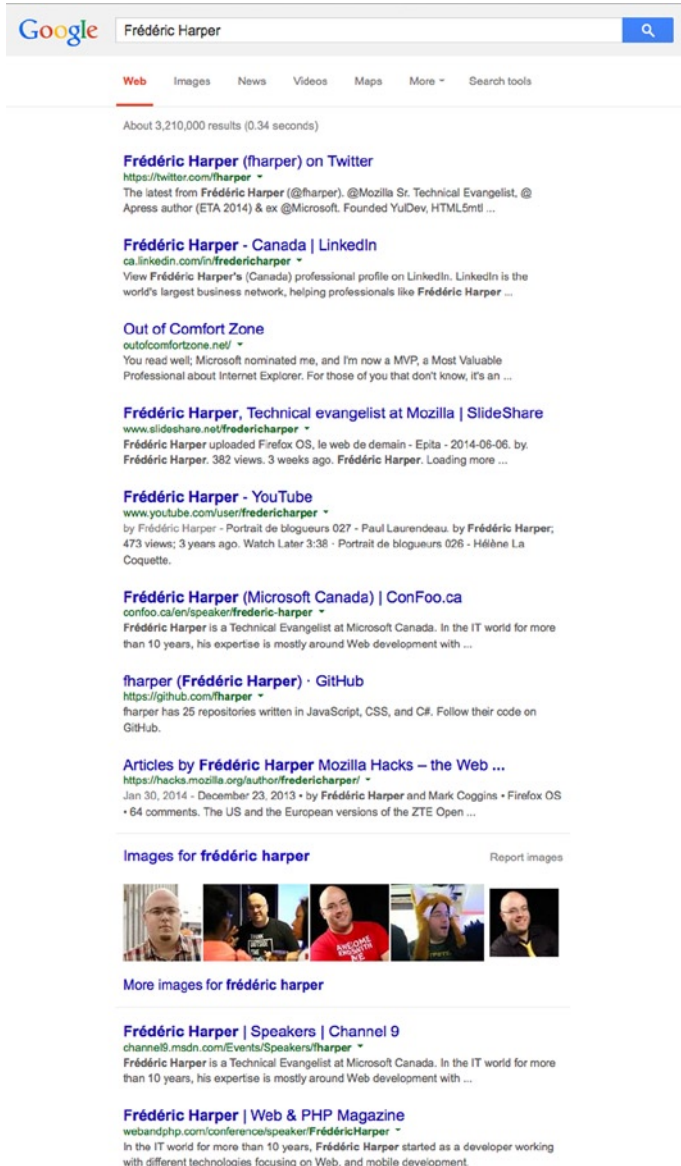 Google
Frédéric Harper
Web Images News Videos Maps More Search tools
About 3,210,000 results (0.34 seconds)
Frédéric Harper (fharper) on Twitter
https://twitter.com/fharper
The latest from Frédéric Harper (@fharper). @Mozilla Sr. Technical Evangelist, @
Apress author (ETA 2014) & ex @Microsoft. Founded YulDev, HTML5mtl ...
Frédéric Harper - Canada | LinkedIn
ca.linkedin.com/in/fredericharper
View Frédéric Harper's (Canada) professional profile on LinkedIn. LinkedIn is the
world's largest business network, helping professionals like Frédéric Harper ...
Out of Comfort Zone
outofcomfortzone.net/
You read well; Microsoft nominated me, and I'm now a MVP, a Most Valuable
Professional about Internet Explorer. For those of you that don't know, it's an ...
Frédéric Harper, Technical evangelist at Mozilla | SlideShare
www.slideshare.net/fredericharper
Frédéric Harper uploaded Firefox OS, le web de demain - Epita - 2014-06-06. by.
Frédéric Harper. 382 views. 3 weeks ago. Frédéric Harper. Loading more ...
Frédéric Harper - YouTube
www.youtube.com/user/fredericharper
by Frédéric Harper - Portrait de blogueurs 027 - Paul Laurendeau. by Frédéric Harper;
473 views; 3 years ago. Watch Later 3:38 · Portrait de blogueurs 026 - Hélène La
Coquette.
Frédéric Harper (Microsoft Canada) | ConFoo.ca
confoo.ca/en/speaker/frederic-harper
Frédéric Harper is a Technical Evangelist at Microsoft Canada. In the IT world for more
than 10 years, his expertise is mostly around Web development with ...
fharper (Frédéric Harper) · GitHub
https://github.com/fharper
fharper has 25 repositories written in JavaScript, CSS, and C#. Follow their code on
GitHub.
Articles by Frédéric Harper Mozilla Hacks – the Web ...
https://hacks.mozilla.org/author/fredericharper/
Jan 30, 2014 - December 23, 2013 • by Frédéric Harper and Mark Coggins • Firefox OS
• 64 comments. The US and the European versions of the ZTE Open ...
Images for frédéric harper Report images
THINK
OUTSIDE
THE
AWESOME
ENDS WITH
ME
More images for frédéric harper
Frédéric Harper | Speakers | Channel 9
channel9.msdn.com/Events/Speakers/fharper
Frédéric Harper is a Technical Evangelist at Microsoft Canada. In the IT world for more
than 10 years, his expertise is mostly around Web development with ...
Frédéric Harper | Web & PHP Magazine
webandphp.com/conference/speaker/FrédéricHarper
In the IT world for more than 10 years, Frédéric Harper started as a developer working
with different technologies focusing on Web, and mobile development.